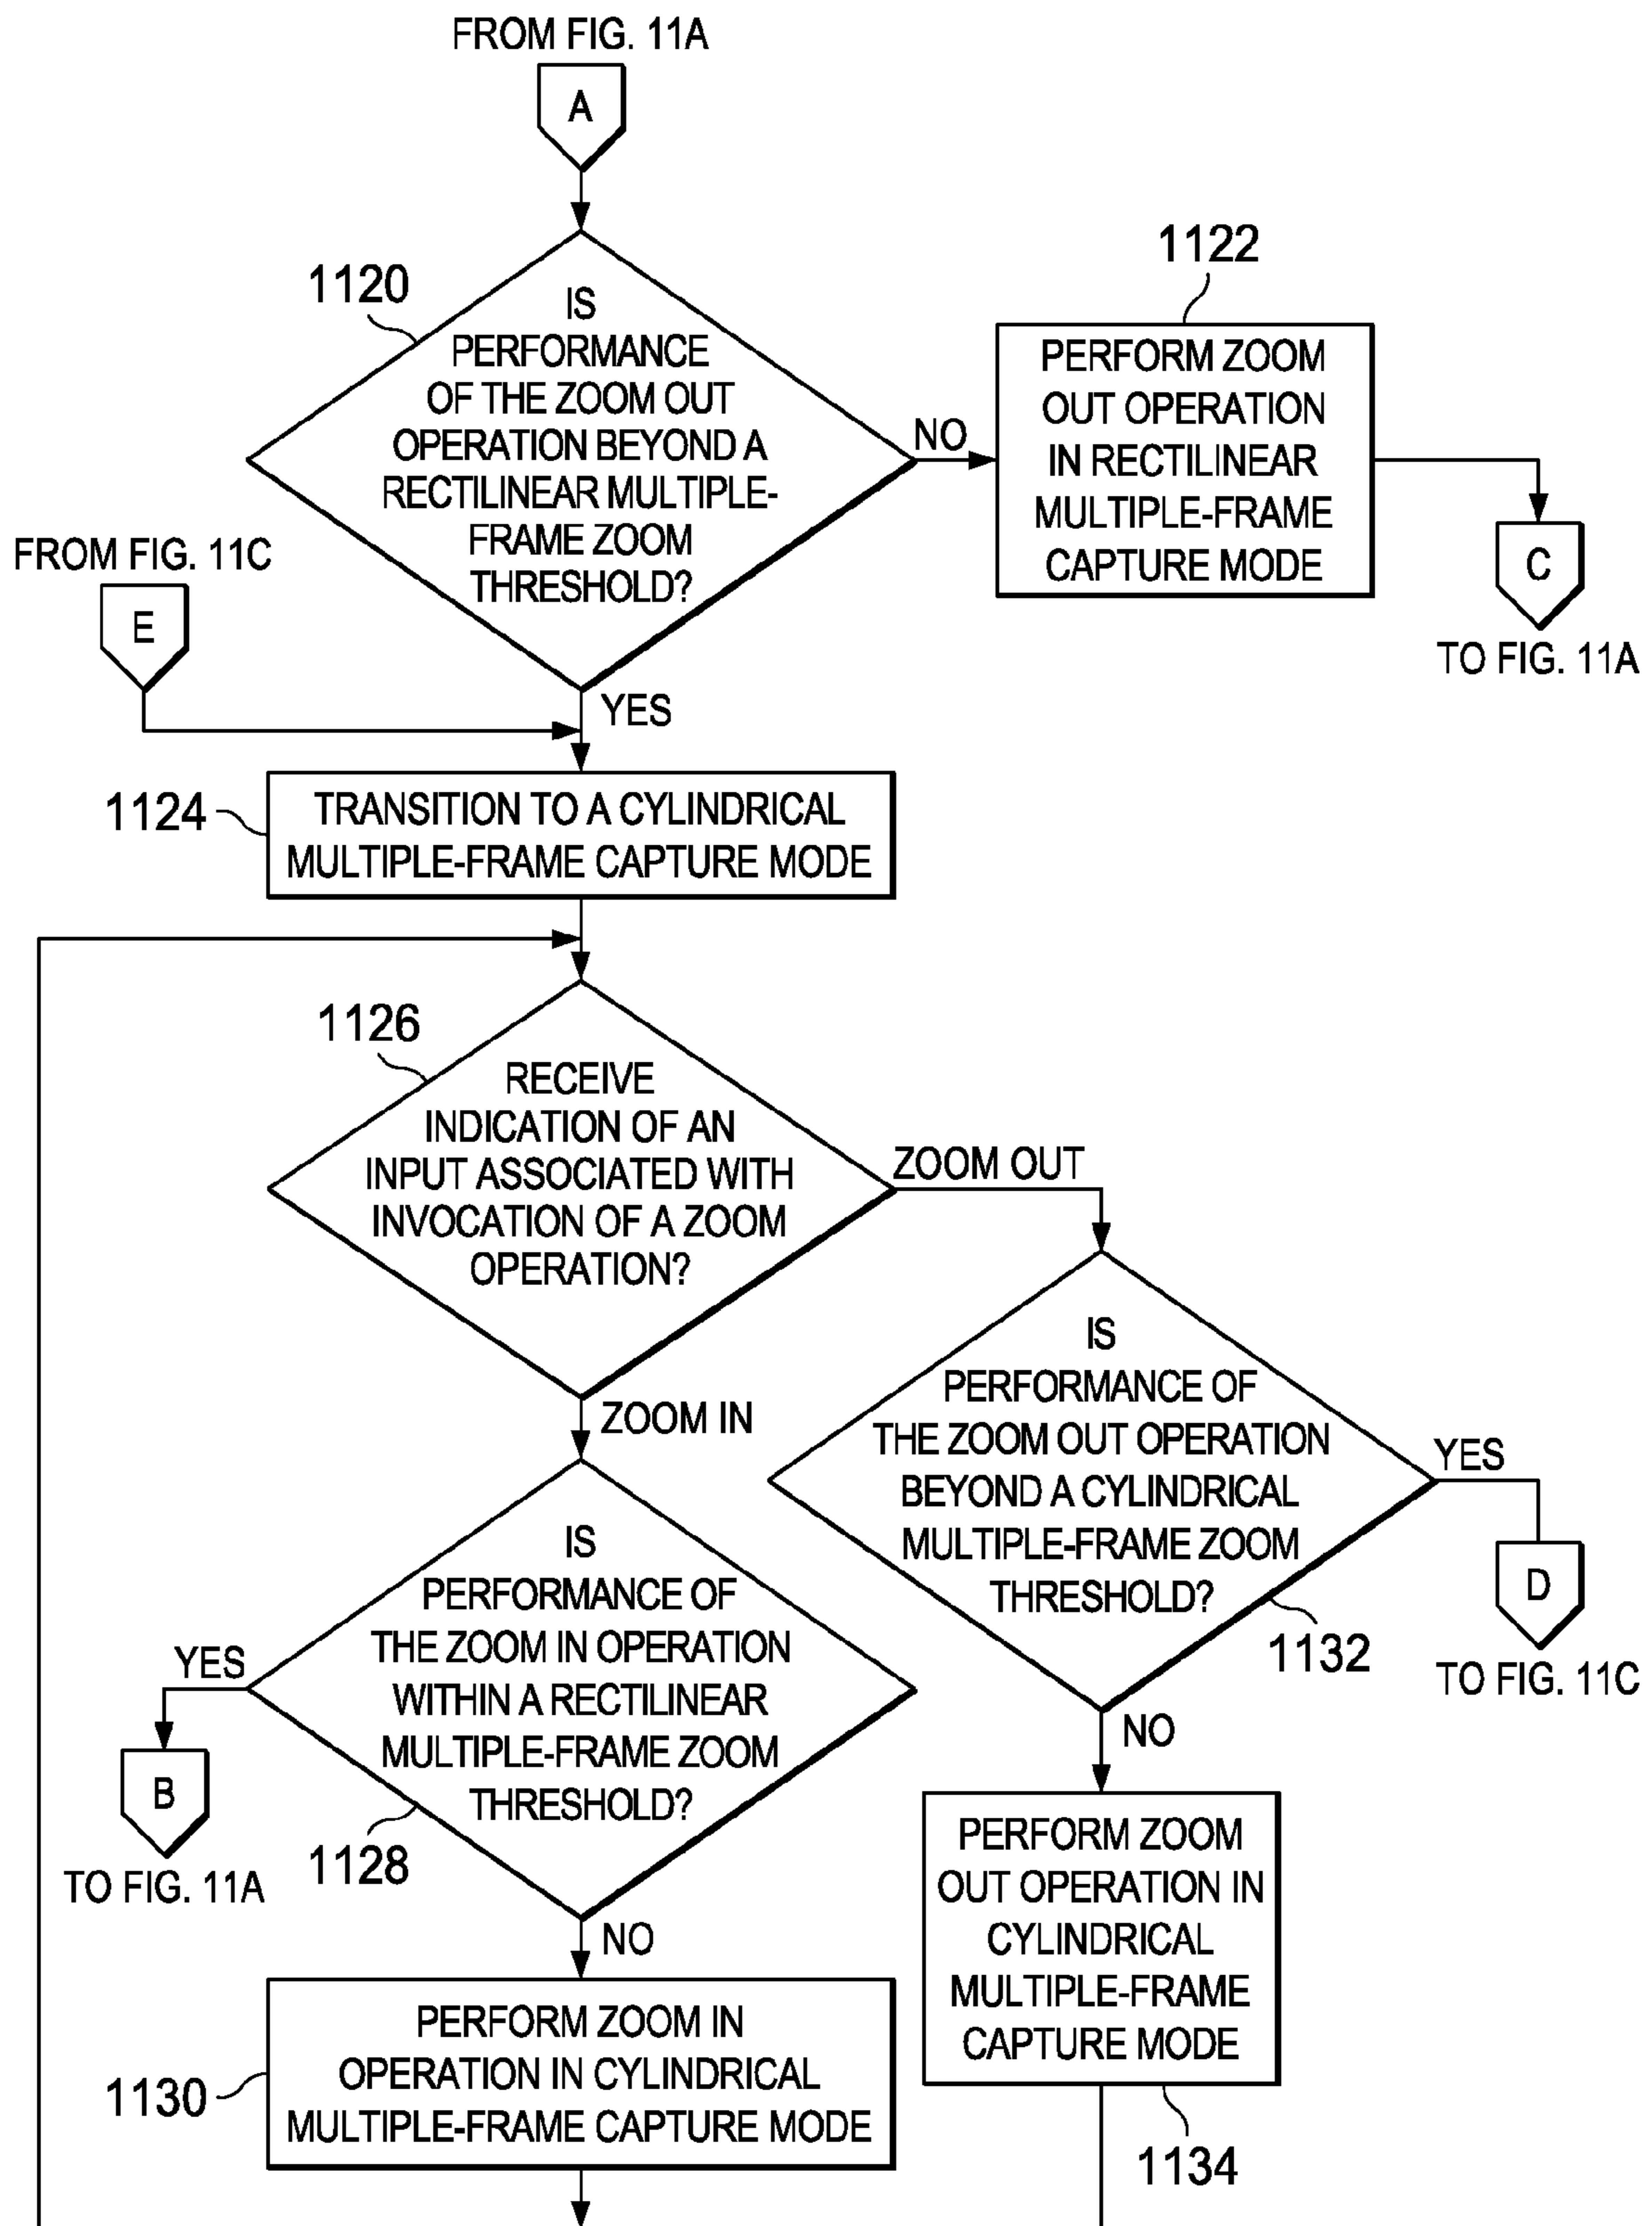 FROM FIG. 11A
A
1120
IS
PERFORMANCE
OF THE ZOOM OUT
OPERATION BEYOND A
RECTILINEAR MULTIPLE-
FRAME ZOOM
THRESHOLD?
NO
1122
PERFORM ZOOM
OUT OPERATION
IN RECTILINEAR
MULTIPLE-FRAME
CAPTURE MODE
C
TO FIG. 11A
FROM FIG. 11C
E
YES
1124
TRANSITION TO A CYLINDRICAL
MULTIPLE-FRAME CAPTURE MODE
1126
RECEIVE
INDICATION OF AN
INPUT ASSOCIATED WITH
INVOCATION OF A ZOOM
OPERATION?
ZOOM OUT
ZOOM IN
IS
PERFORMANCE OF
THE ZOOM OUT OPERATION
BEYOND A CYLINDRICAL
MULTIPLE-FRAME ZOOM
THRESHOLD?
1132
YES
D
TO FIG. 11C
NO
IS
PERFORMANCE OF
THE ZOOM IN OPERATION
WITHIN A RECTILINEAR
MULTIPLE-FRAME ZOOM
THRESHOLD?
1128
YES
B
TO FIG. 11A
NO
PERFORM ZOOM
OUT OPERATION IN
CYLINDRICAL
MULTIPLE-FRAME
CAPTURE MODE
1134
PERFORM ZOOM IN
OPERATION IN CYLINDRICAL
MULTIPLE-FRAME CAPTURE MODE
1130